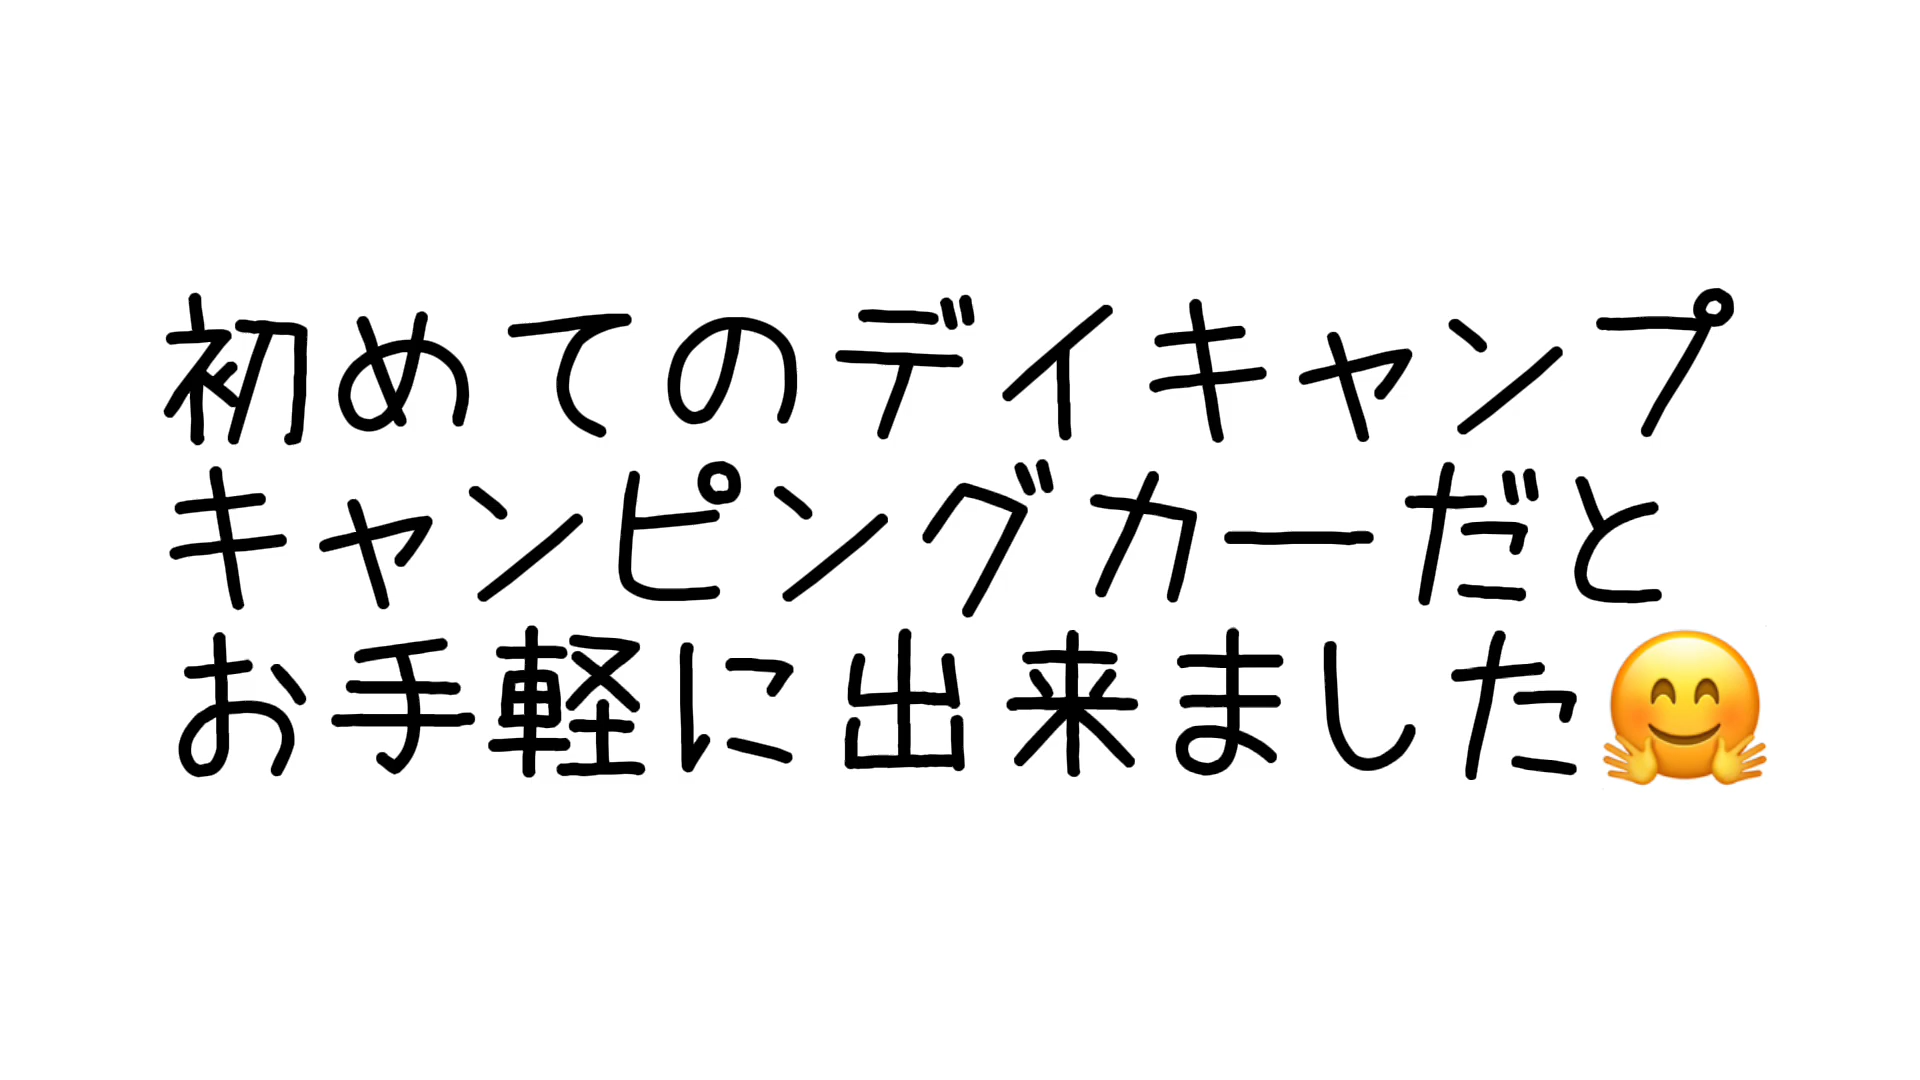 初めてのデイキャンプ
キャンピングカーだと
お手軽に出来ました🤗